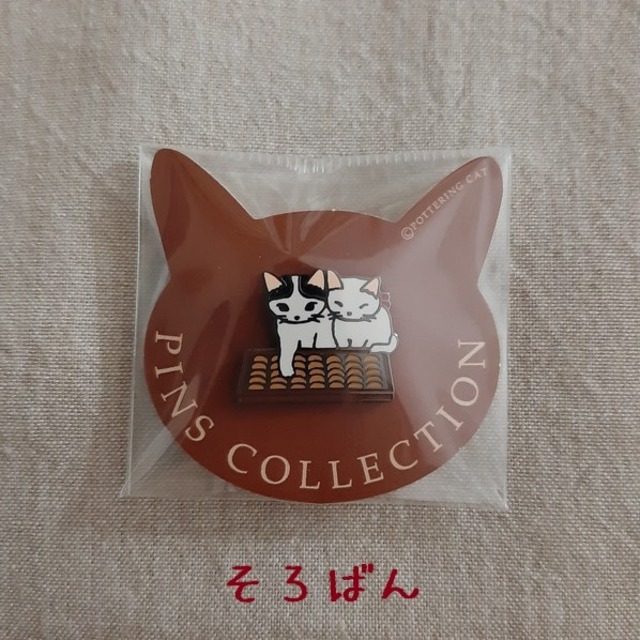 ©POTTERING CAT
PINS COLLECTION
そろばん